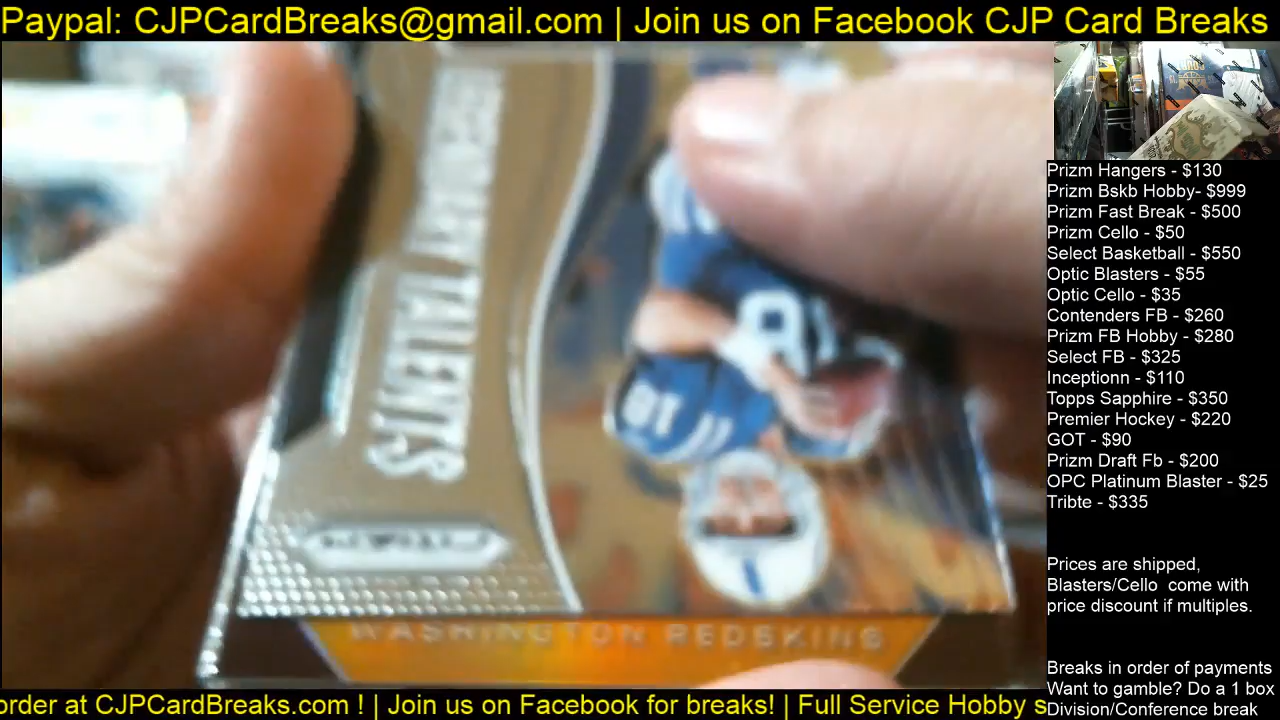 Paypal: CJPCardBreaks@gmail.com | Join us on Facebook CJP Card Breaks
TALENTS
PRIZM
18
WASHINGTON REDSKINS
Prizm Hangers - $130
Prizm Bskb Hobby- $999
Prizm Fast Break - $500
Prizm Cello - $50
Select Basketball - $550
Optic Blasters - $55
Optic Cello - $35
Contenders FB - $260
Prizm FB Hobby - $280
Select FB - $325
Inceptionn - $110
Topps Sapphire - $350
Premier Hockey - $220
GOT - $90
Prizm Draft Fb - $200
OPC Platinum Blaster - $25
Tribte - $335
Prices are shipped,
Blasters/Cello come with
price discount if multiples.
Breaks in order of payments
Want to gamble? Do a 1 box
Division/Conference break
order at CJPCardBreaks.com ! | Join us on Facebook for breaks! | Full Service Hobby s